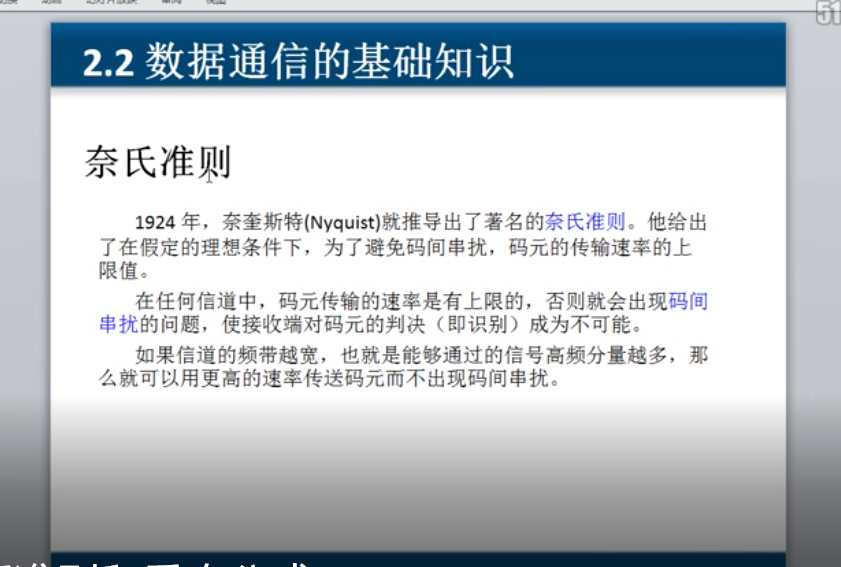 51
2.2 数据通信的基础知识
奈氏准则
1924 年，奈奎斯特(Nyquist)就推导出了著名的奈氏准则。他给出
了在假定的理想条件下，为了避免码间串扰，码元的传输速率的上
限值。
在任何信道中，码元传输的速率是有上限的，否则就会出现码间
串扰的问题，使接收端对码元的判决（即识别）成为不可能。
如果信道的频带越宽，也就是能够通过的信号高频分量越多，那
么就可以用更高的速率传送码元而不出现码间串扰。